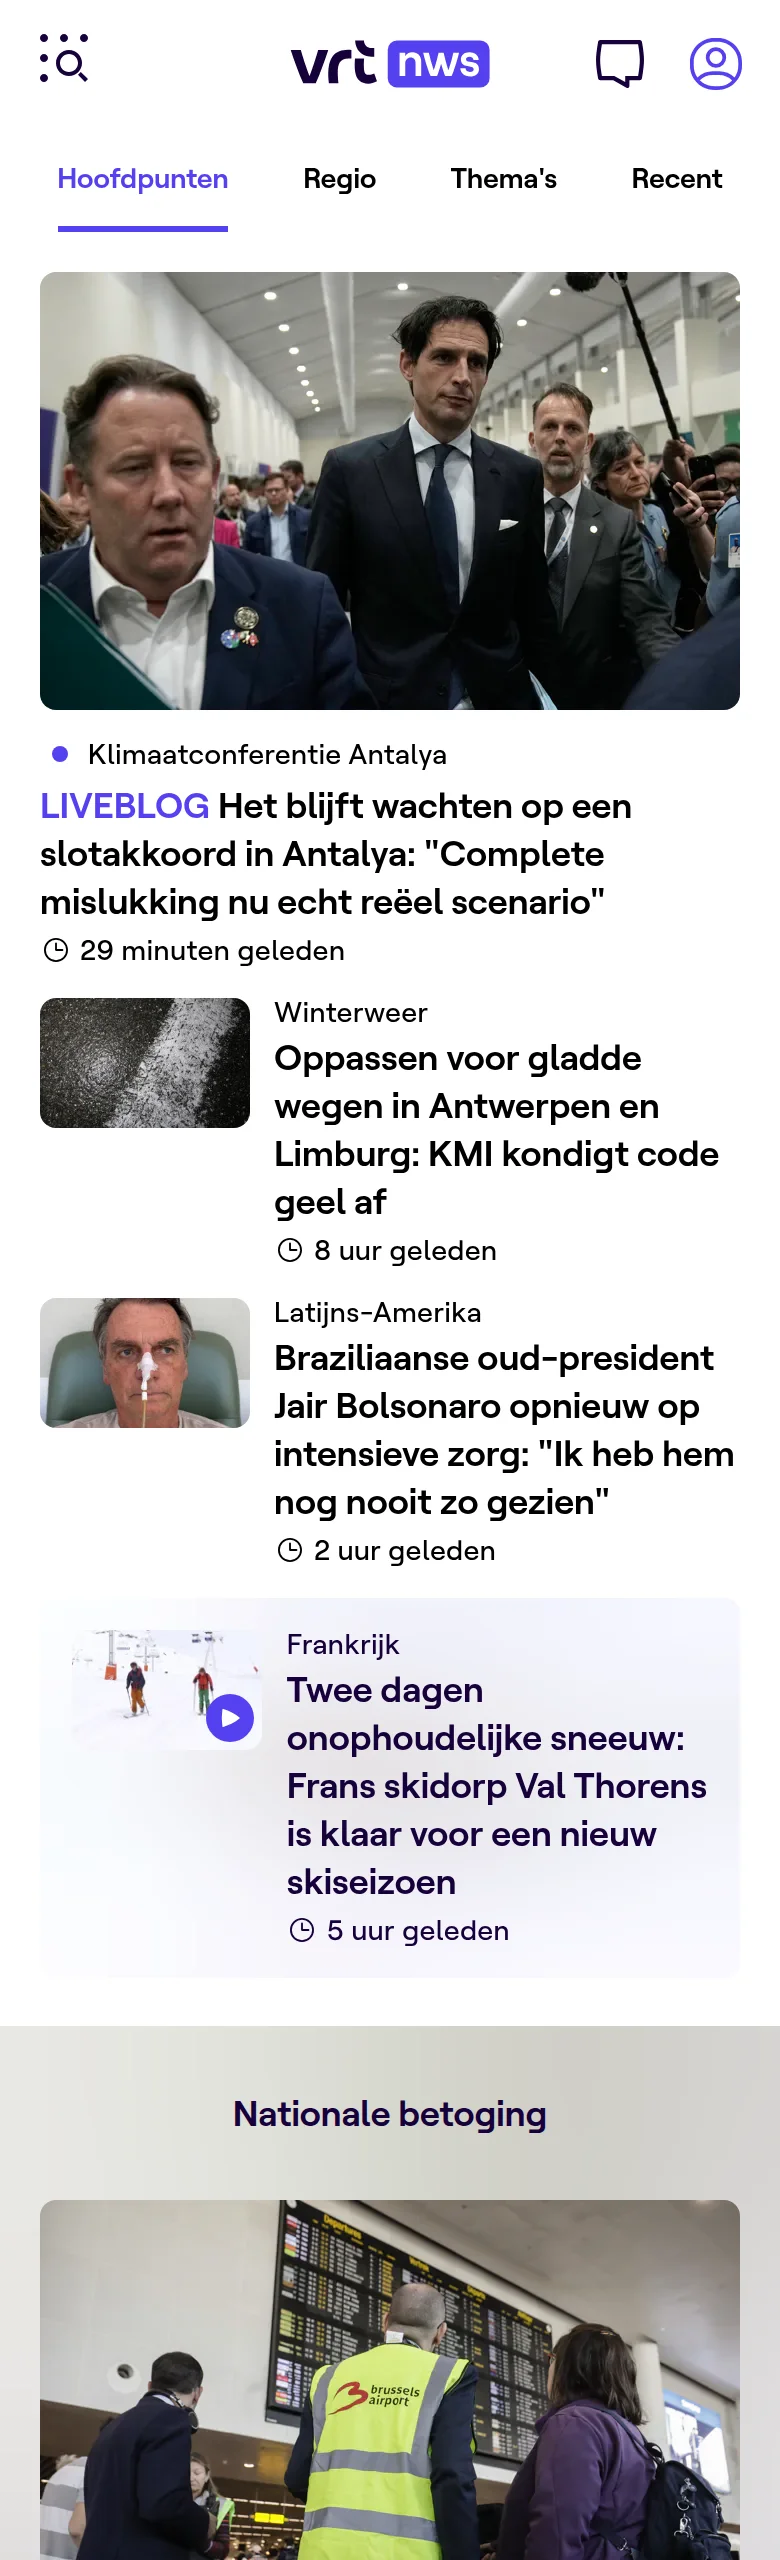 vrt nws
Hoofdpunten Regio Thema's Recent
Klimaatconferentie Antalya
LIVEBLOG Het blijft wachten op een
slotakkoord in Antalya: "Complete
mislukking nu echt reëel scenario"
29 minuten geleden
Winterweer
Oppassen voor gladde
wegen in Antwerpen en
Limburg: KMI kondigt code
geel af
8 uur geleden
Latijns-Amerika
Braziliaanse oud-president
Jair Bolsonaro opnieuw op
intensieve zorg: "Ik heb hem
nog nooit zo gezien"
2 uur geleden
Frankrijk
Twee dagen
onophoudelijke sneeuw:
Frans skidorp Val Thorens
is klaar voor een nieuw
skiseizoen
5 uur geleden
Nationale betoging
Departures
brussels
airport